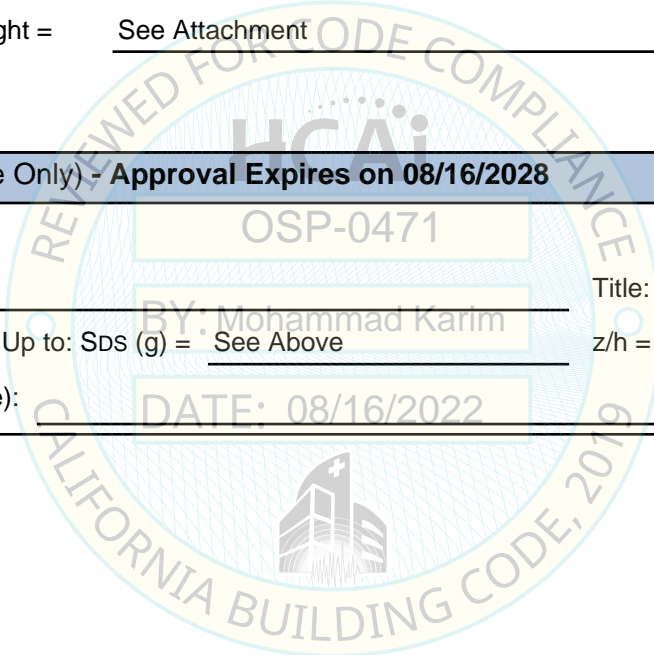 ght = See Attachment
REVIEWED FOR CODE COMPLIANCE
HCAi
e Only) - Approval Expires on 08/16/2028
OSP-0471
Title:
BY: Mohammad Karim
Up to: SDS (g) = See Above z/h =
e):
DATE: 08/16/2022
CALIFORNIA BUILDING CODE, 2019